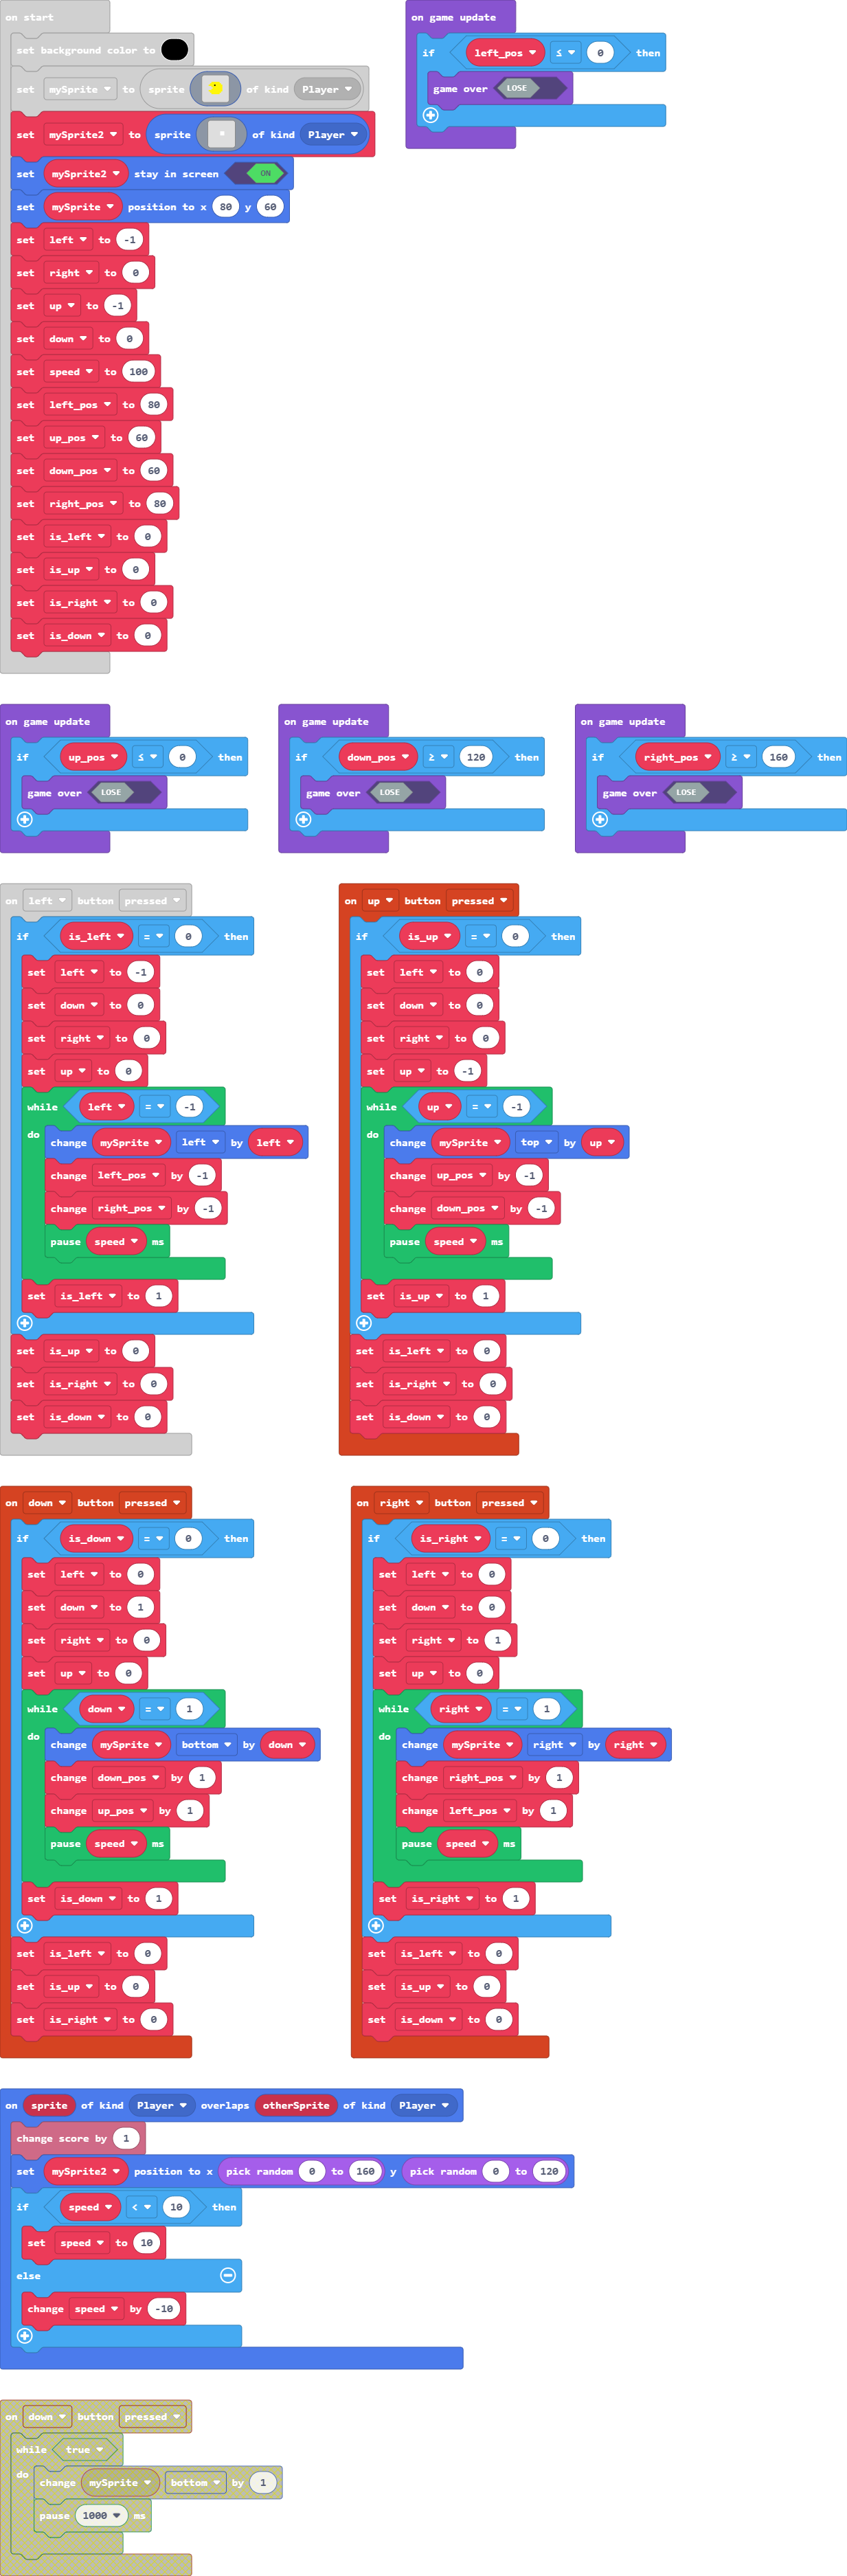 on start
set background color to
set mySprite to sprite of kind Player
set mySprite2 to sprite of kind Player
set mySprite2 stay in screen ON
set mySprite position to x 80 y 60
set left to -1
set right to 0
set up to -1
set down to 0
set speed to 100
set left_pos to 80
set up_pos to 60
set down_pos to 60
set right_pos to 80
set is_left to 0
set is_up to 0
set is_right to 0
set is_down to 0
on game update
if left_pos ≤ 0 then
game over LOSE
on game update
if up_pos ≤ 0 then
game over LOSE
on game update
if down_pos ≥ 120 then
game over LOSE
on game update
if right_pos ≥ 160 then
game over LOSE
on left button pressed
if is_left = 0 then
set left to -1
set down to 0
set right to 0
set up to 0
while left = -1
do change mySprite left by left
change left_pos by -1
change right_pos by -1
pause speed ms
set is_left to 1
set is_up to 0
set is_right to 0
set is_down to 0
on up button pressed
if is_up = 0 then
set left to 0
set down to 0
set right to 0
set up to -1
while up = -1
do change mySprite top by up
change up_pos by -1
change down_pos by -1
pause speed ms
set is_up to 1
set is_left to 0
set is_right to 0
set is_down to 0
on down button pressed
if is_down = 0 then
set left to 0
set down to 1
set right to 0
set up to 0
while down = 1
do change mySprite bottom by down
change down_pos by 1
change up_pos by 1
pause speed ms
set is_down to 1
set is_left to 0
set is_up to 0
set is_right to 0
on right button pressed
if is_right = 0 then
set left to 0
set down to 0
set right to 1
set up to 0
while right = 1
do change mySprite right by right
change right_pos by 1
change left_pos by 1
pause speed ms
set is_right to 1
set is_left to 0
set is_up to 0
set is_down to 0
on sprite of kind Player overlaps otherSprite of kind Player
change score by 1
set mySprite2 position to x pick random 0 to 160 y pick random 0 to 120
if speed < 10 then
set speed to 10
else
change speed by -10
on down button pressed
while true
do change mySprite bottom by 1
pause 1000 ms